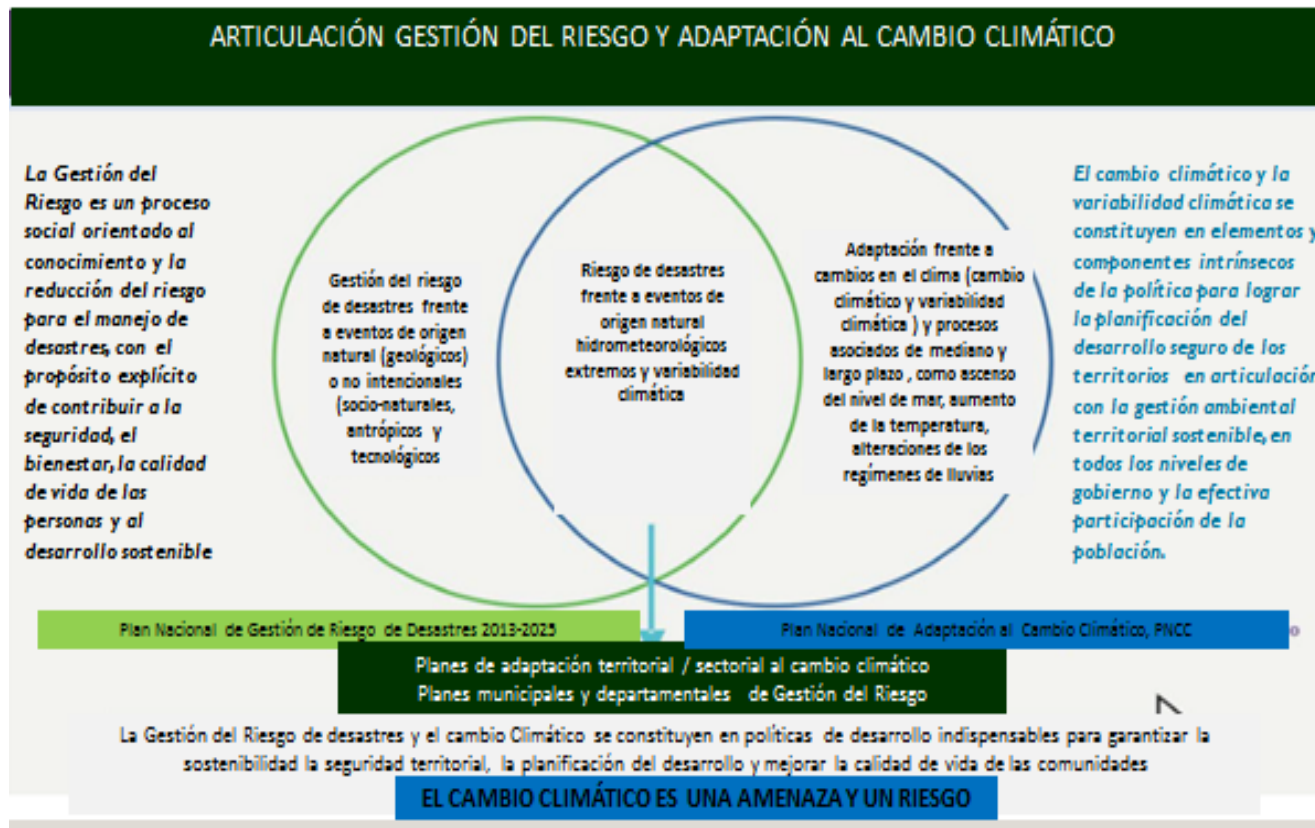 ARTICULACIÓN GESTIÓN DEL RIESGO Y ADAPTACIÓN AL CAMBIO CLIMÁTICO
La Gestión del
Riesgo es un proceso
social orientado al
conocimiento y la
reducción del riesgo
para el manejo de
desastres, con el
propósito explícito
de contribuir a la
seguridad, el
bienestar, la calidad
de vida de las
personas y al
desarrollo sostenible
Gestión del riesgo
de desastres frente
a eventos de origen
natural (geológicos)
o no intencionales
(socio-naturales,
antrópicos y
tecnológicos
Riesgo de desastres
frente a eventos de
origen natural
hidrometeorológicos
extremos y variabilidad
climática
Adaptación frente a
cambios en el clima (cambio
climático y variabilidad
climática ) y procesos
asociados de mediano y
largo plazo , como ascenso
del nivel de mar, aumento
de la temperatura,
alteraciones de los
regímenes de lluvias
El cambio climático y la
variabilidad climática se
constituyen en elementos y
componentes intrínsecos
de la política para lograr
la planificación del
desarrollo seguro de los
territorios en articulación
con la gestión ambiental
territorial sostenible, en
todos los niveles de
gobierno y la efectiva
participación de la
población.
Plan Nacional de Gestión de Riesgo de Desastres 2013-2025
Plan Nacional de Adaptación al Cambio Climático, PNCC
Planes de adaptación territorial / sectorial al cambio climático
Planes municipales y departamentales de Gestión del Riesgo
La Gestión del Riesgo de desastres y el cambio Climático se constituyen en políticas de desarrollo indispensables para garantizar la
sostenibilidad la seguridad territorial, la planificación del desarrollo y mejorar la calidad de vida de las comunidades
EL CAMBIO CLIMÁTICO ES UNA AMENAZA Y UN RIESGO